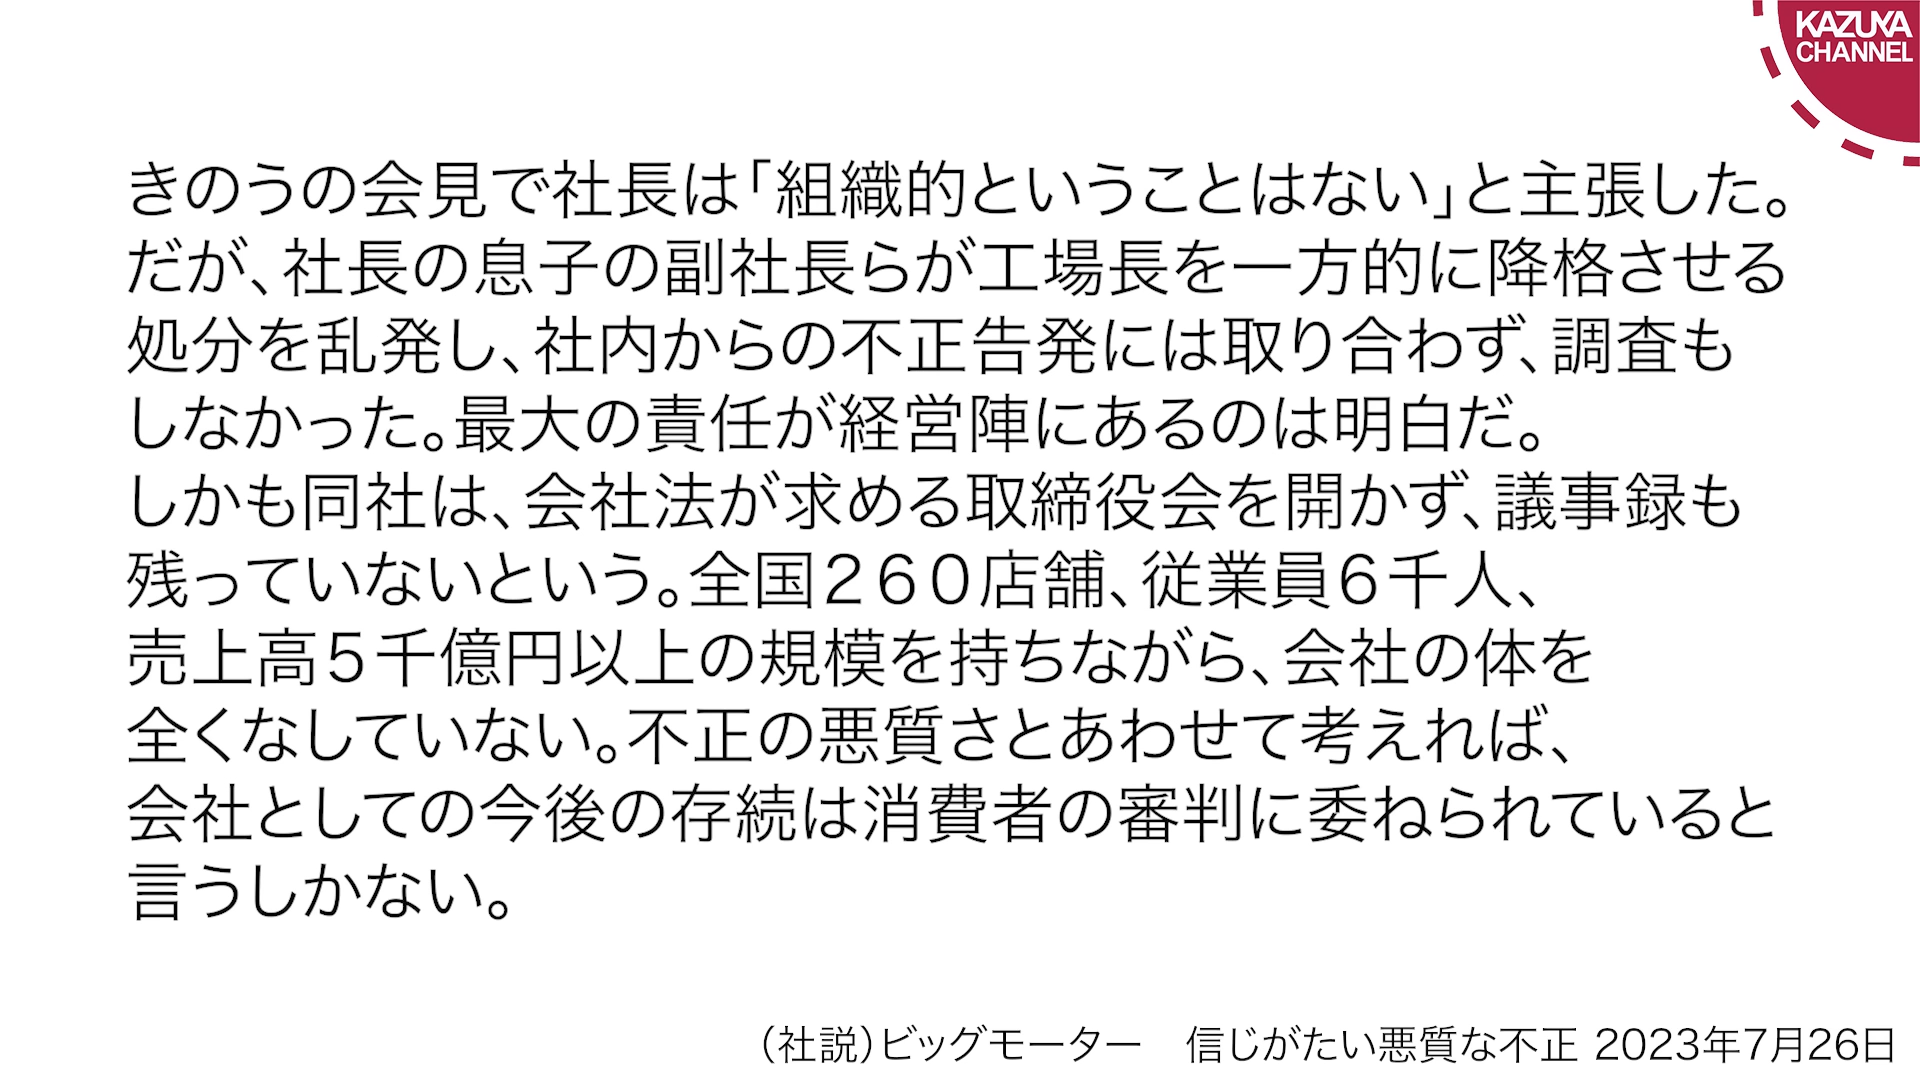 KAZUYA
CHANNEL
きのうの会見で社長は「組織的ということはない」と主張した。
だが、社長の息子の副社長らが工場長を一方的に降格させる
処分を乱発し、社内からの不正告発には取り合わず、調査も
しなかった。最大の責任が経営陣にあるのは明白だ。
しかも同社は、会社法が求める取締役会を開かず、議事録も
残っていないという。全国２６０店舗、従業員６千人、
売上高５千億円以上の規模を持ちながら、会社の体を
全くなしていない。不正の悪質さとあわせて考えれば、
会社としての今後の存続は消費者の審判に委ねられていると
言うしかない。
（社説）ビッグモーター　信じがたい悪質な不正 2023年7月26日